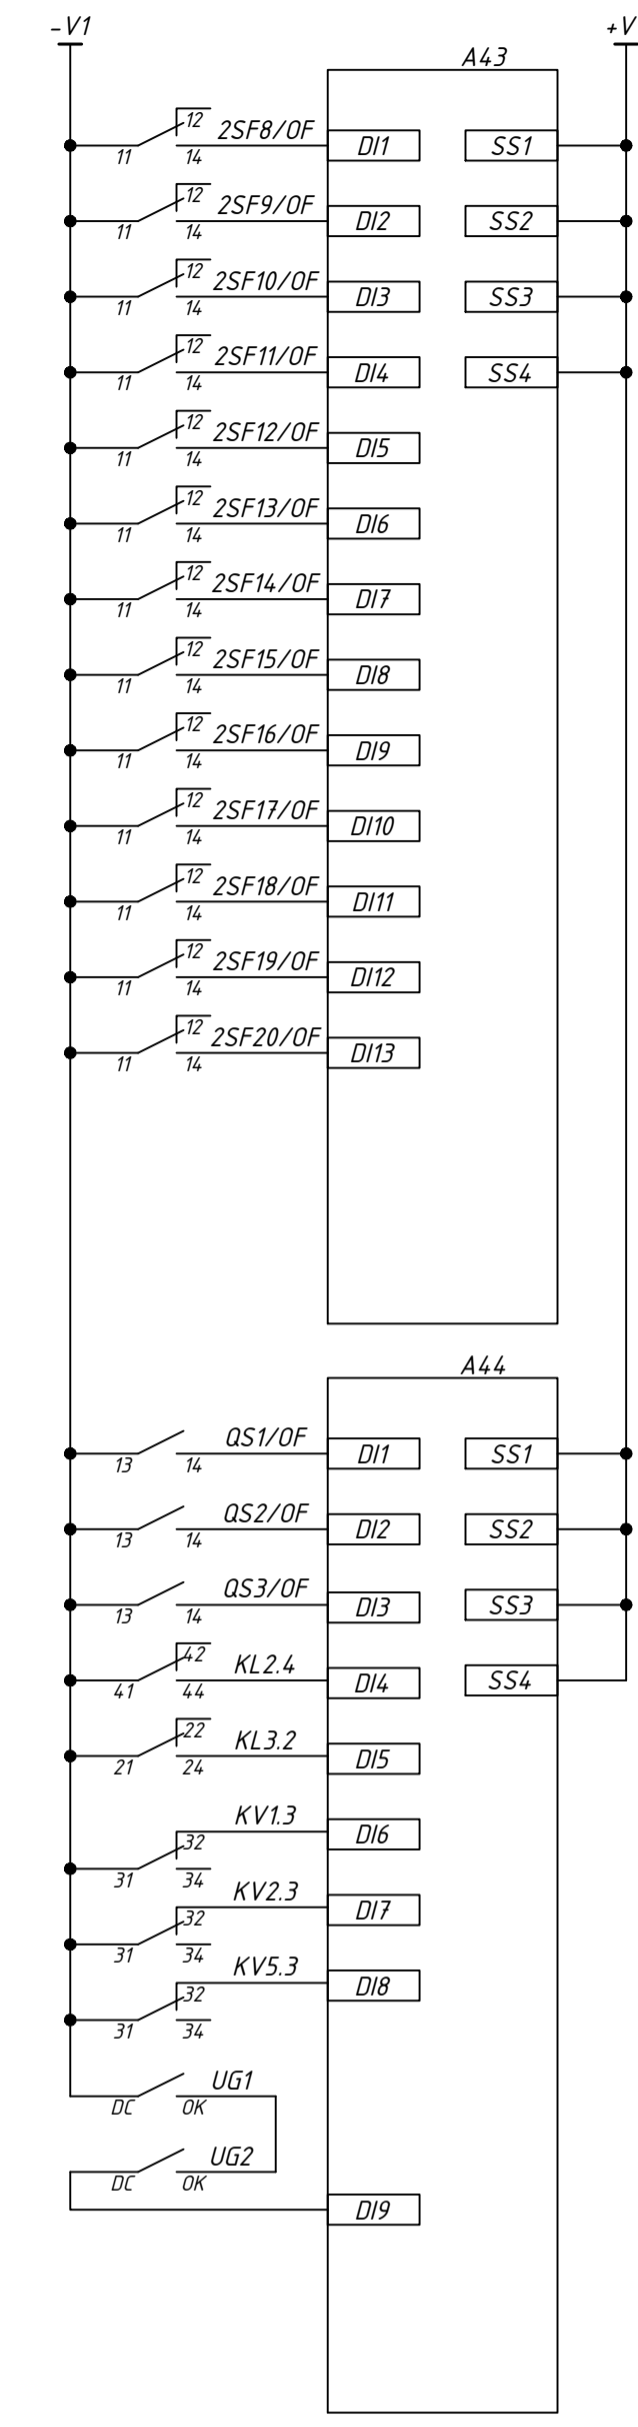 -V1 +V
A43
12 2SF8/OF
DI1 SS1
11 14
12 2SF9/OF
DI2 SS2
11 14
12 2SF10/OF
DI3 SS3
11 14
12 2SF11/OF
DI4 SS4
11 14
12 2SF12/OF
DI5
11 14
12 2SF13/OF
DI6
11 14
12 2SF14/OF
DI7
11 14
12 2SF15/OF
DI8
11 14
12 2SF16/OF
DI9
11 14
12 2SF17/OF
DI10
11 14
12 2SF18/OF
DI11
11 14
12 2SF19/OF
DI12
11 14
12 2SF20/OF
DI13
11 14
A44
QS1/OF
DI1 SS1
13 14
QS2/OF
DI2 SS2
13 14
QS3/OF
DI3 SS3
13 14
42 KL2.4
DI4 SS4
41 44
22 KL3.2
DI5
21 24
KV1.3
32 DI6
31 34
KV2.3
32 DI7
31 34
KV5.3
32 DI8
31 34
UG1
DC OK
UG2
DC OK
DI9